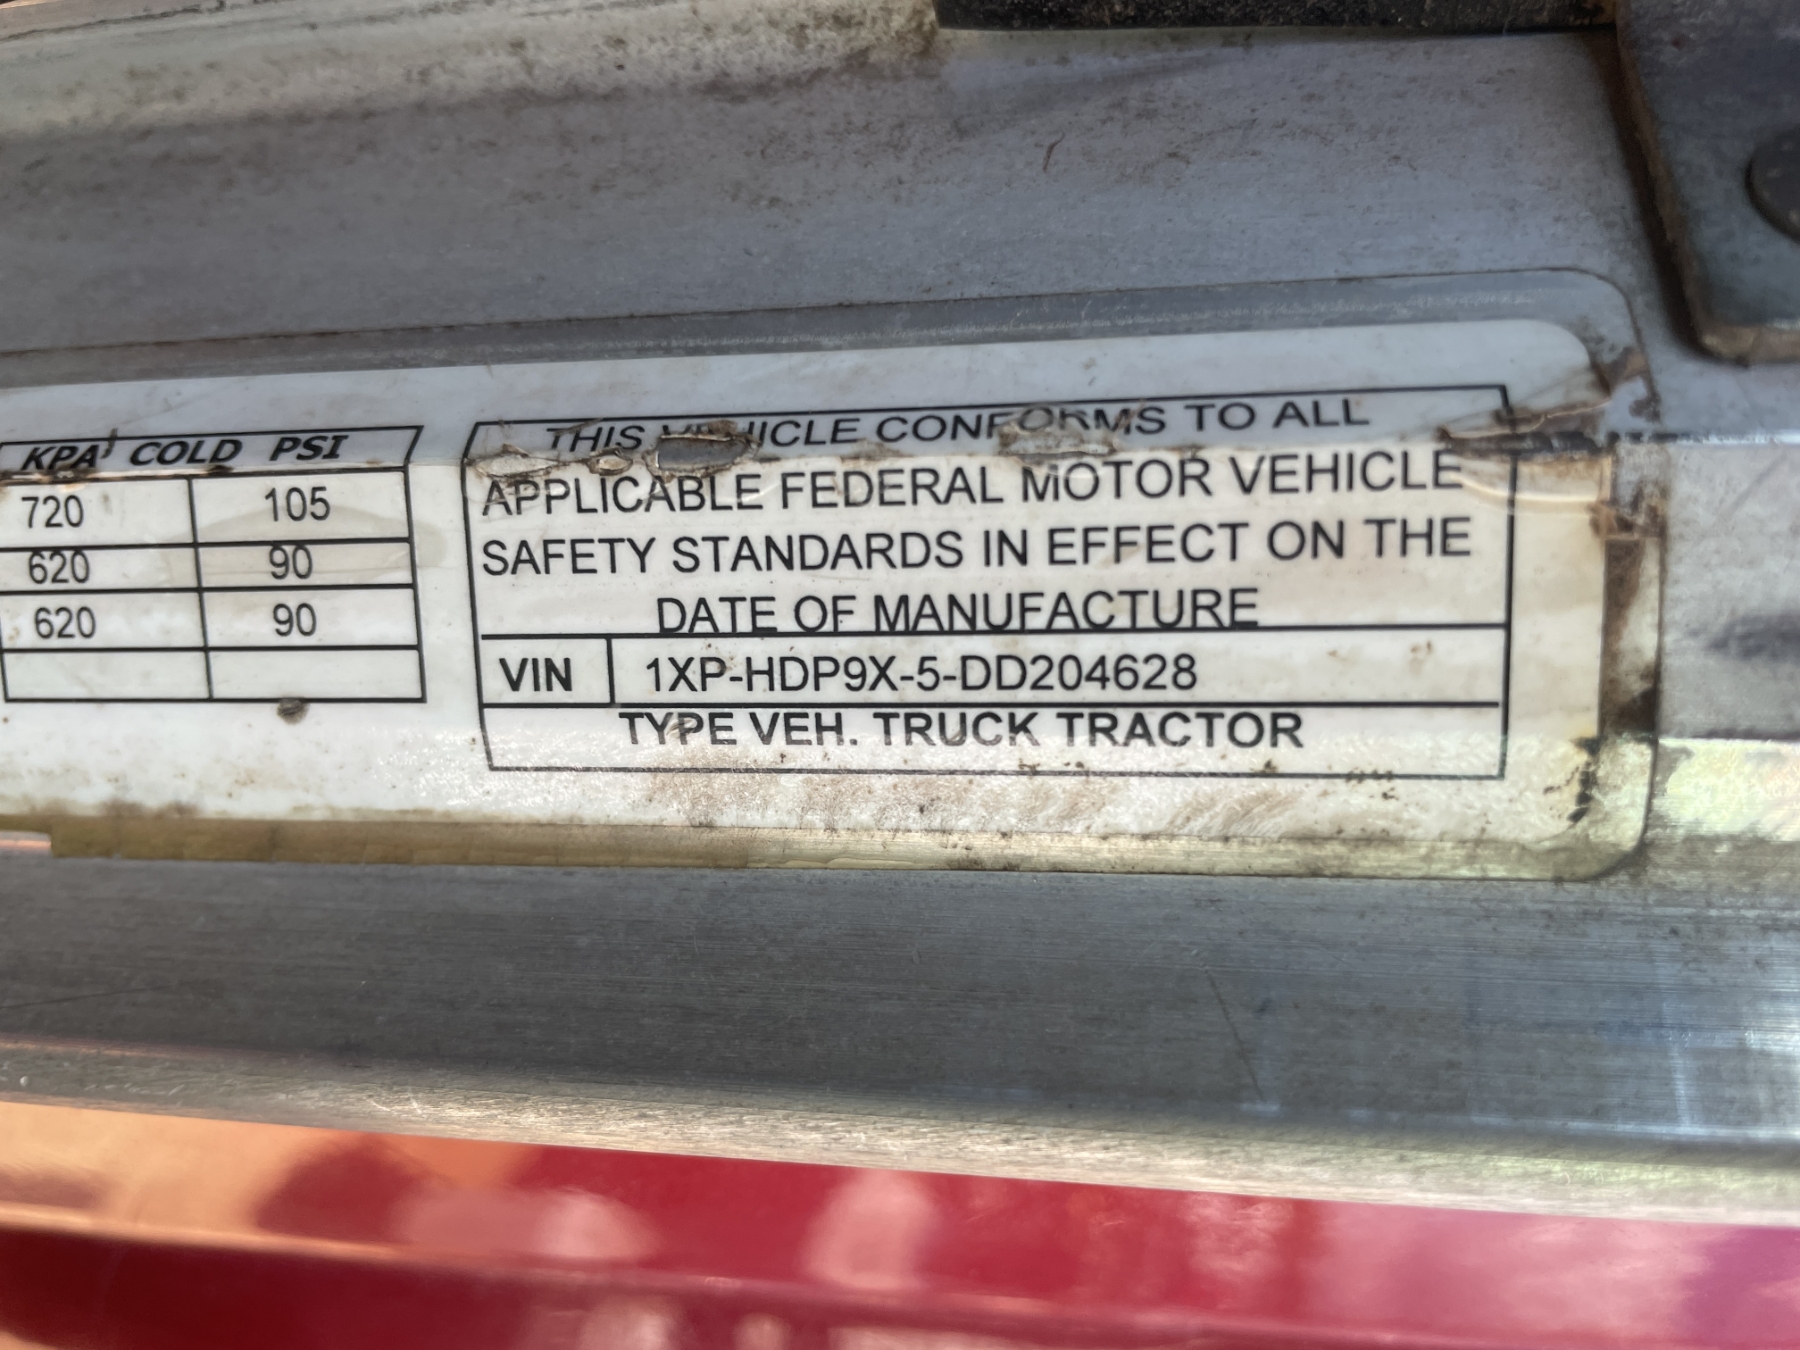 KPA COLD PSI
720 105
620 90
620 90
THIS VEHICLE CONFORMS TO ALL
APPLICABLE FEDERAL MOTOR VEHICLE
SAFETY STANDARDS IN EFFECT ON THE
DATE OF MANUFACTURE
VIN 1XP-HDP9X-5-DD204628
TYPE VEH. TRUCK TRACTOR